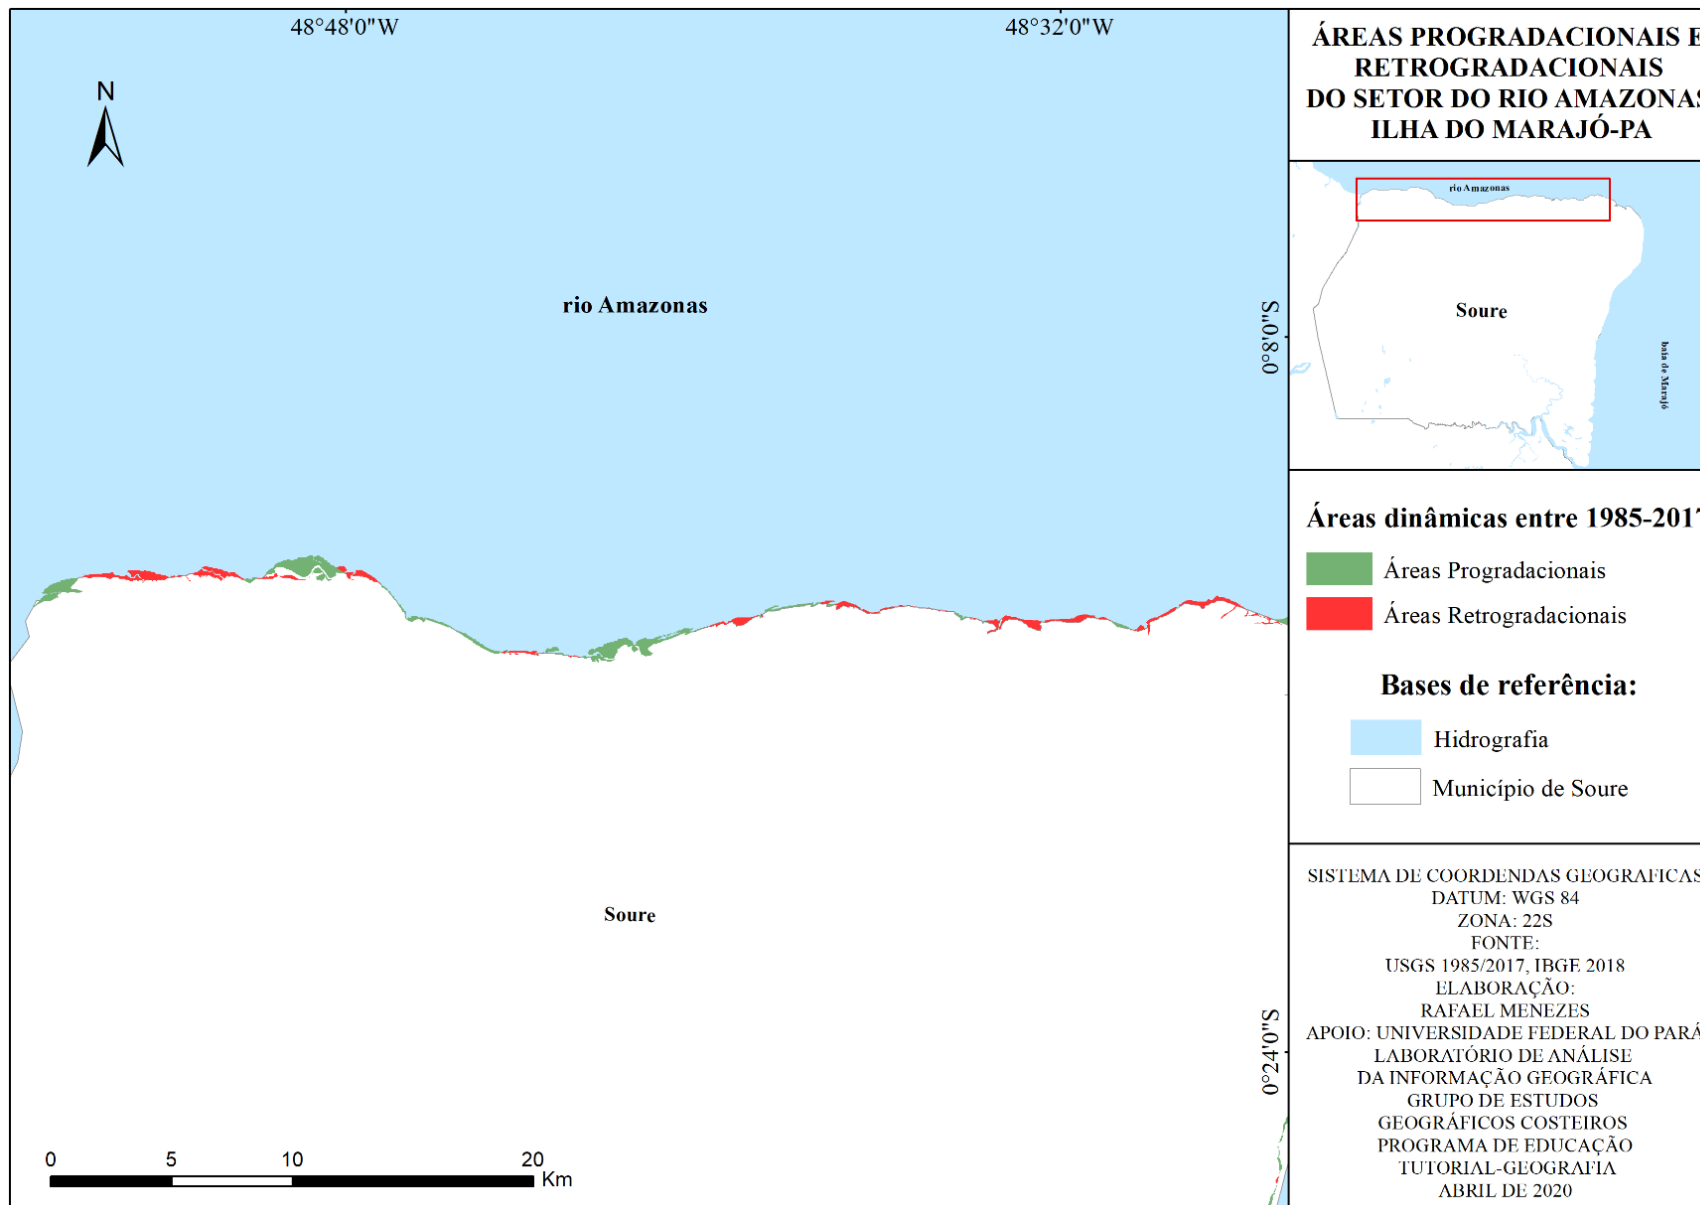 48°48'0"W
48°32'0"W
N
rio Amazonas
0°8'0"S
Soure
0°24'0"S
0 5 10 20
Km
ÁREAS PROGRADACIONAIS E
RETROGRADACIONAIS
DO SETOR DO RIO AMAZONAS
ILHA DO MARAJÓ-PA
rio Amazonas
Soure
baia de Marajó
Áreas dinâmicas entre 1985-2017
Áreas Progradacionais
Áreas Retrogradacionais
Bases de referência:
Hidrografia
Município de Soure
SISTEMA DE COORDENDAS GEOGRAFICAS
DATUM: WGS 84
ZONA: 22S
FONTE:
USGS 1985/2017, IBGE 2018
ELABORAÇÃO:
RAFAEL MENEZES
APOIO: UNIVERSIDADE FEDERAL DO PARÁ
LABORATÓRIO DE ANÁLISE
DA INFORMAÇÃO GEOGRÁFICA
GRUPO DE ESTUDOS
GEOGRÁFICOS COSTEIROS
PROGRAMA DE EDUCAÇÃO
TUTORIAL-GEOGRAFIA
ABRIL DE 2020